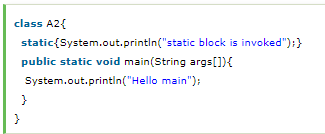 class A2{
static{System.out.println("static block is invoked");}
public static void main(String args[]){
System.out.println("Hello main");
}
}